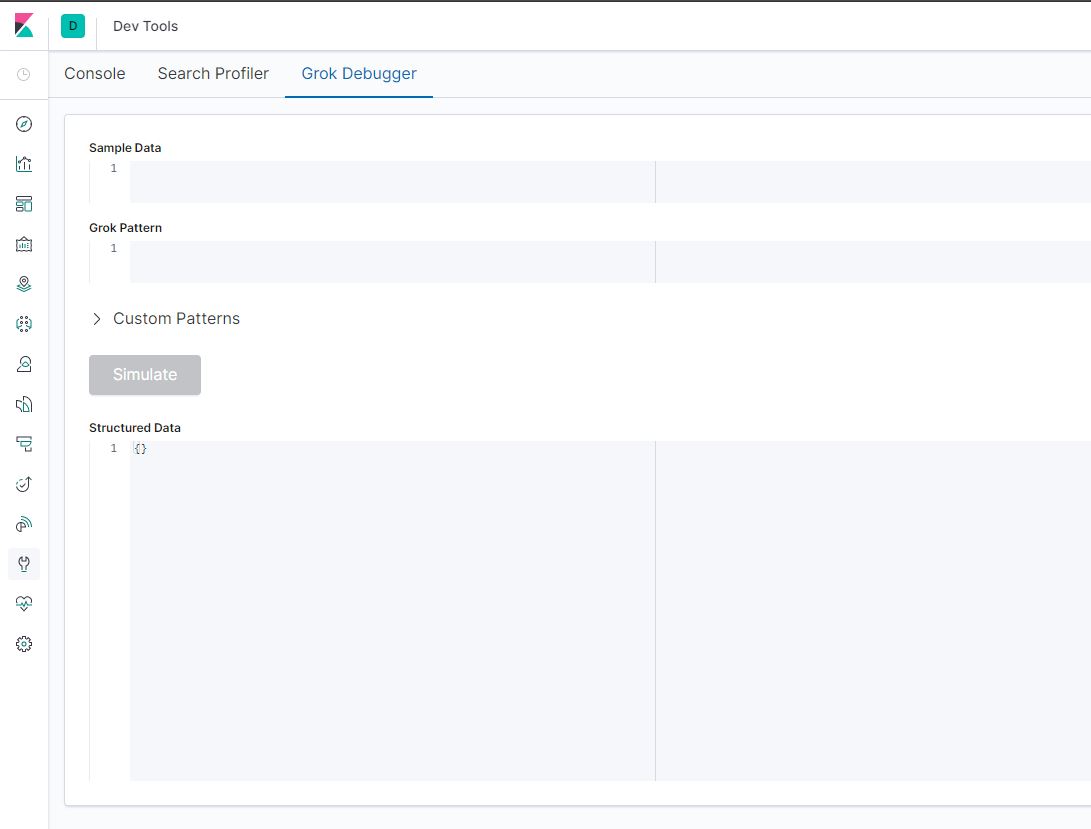 D Dev Tools
Console Search Profiler Grok Debugger
Sample Data
1
Grok Pattern
1
Custom Patterns
Simulate
Structured Data
1 {}